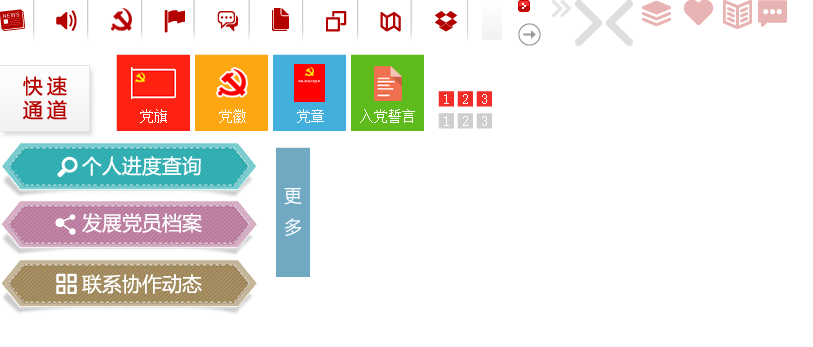 NEWS
快速
通道
党旗
党徽
党章
入党誓言
1 2 3
1 2 3
个人进度查询
更
多
发展党员档案
联系协作动态